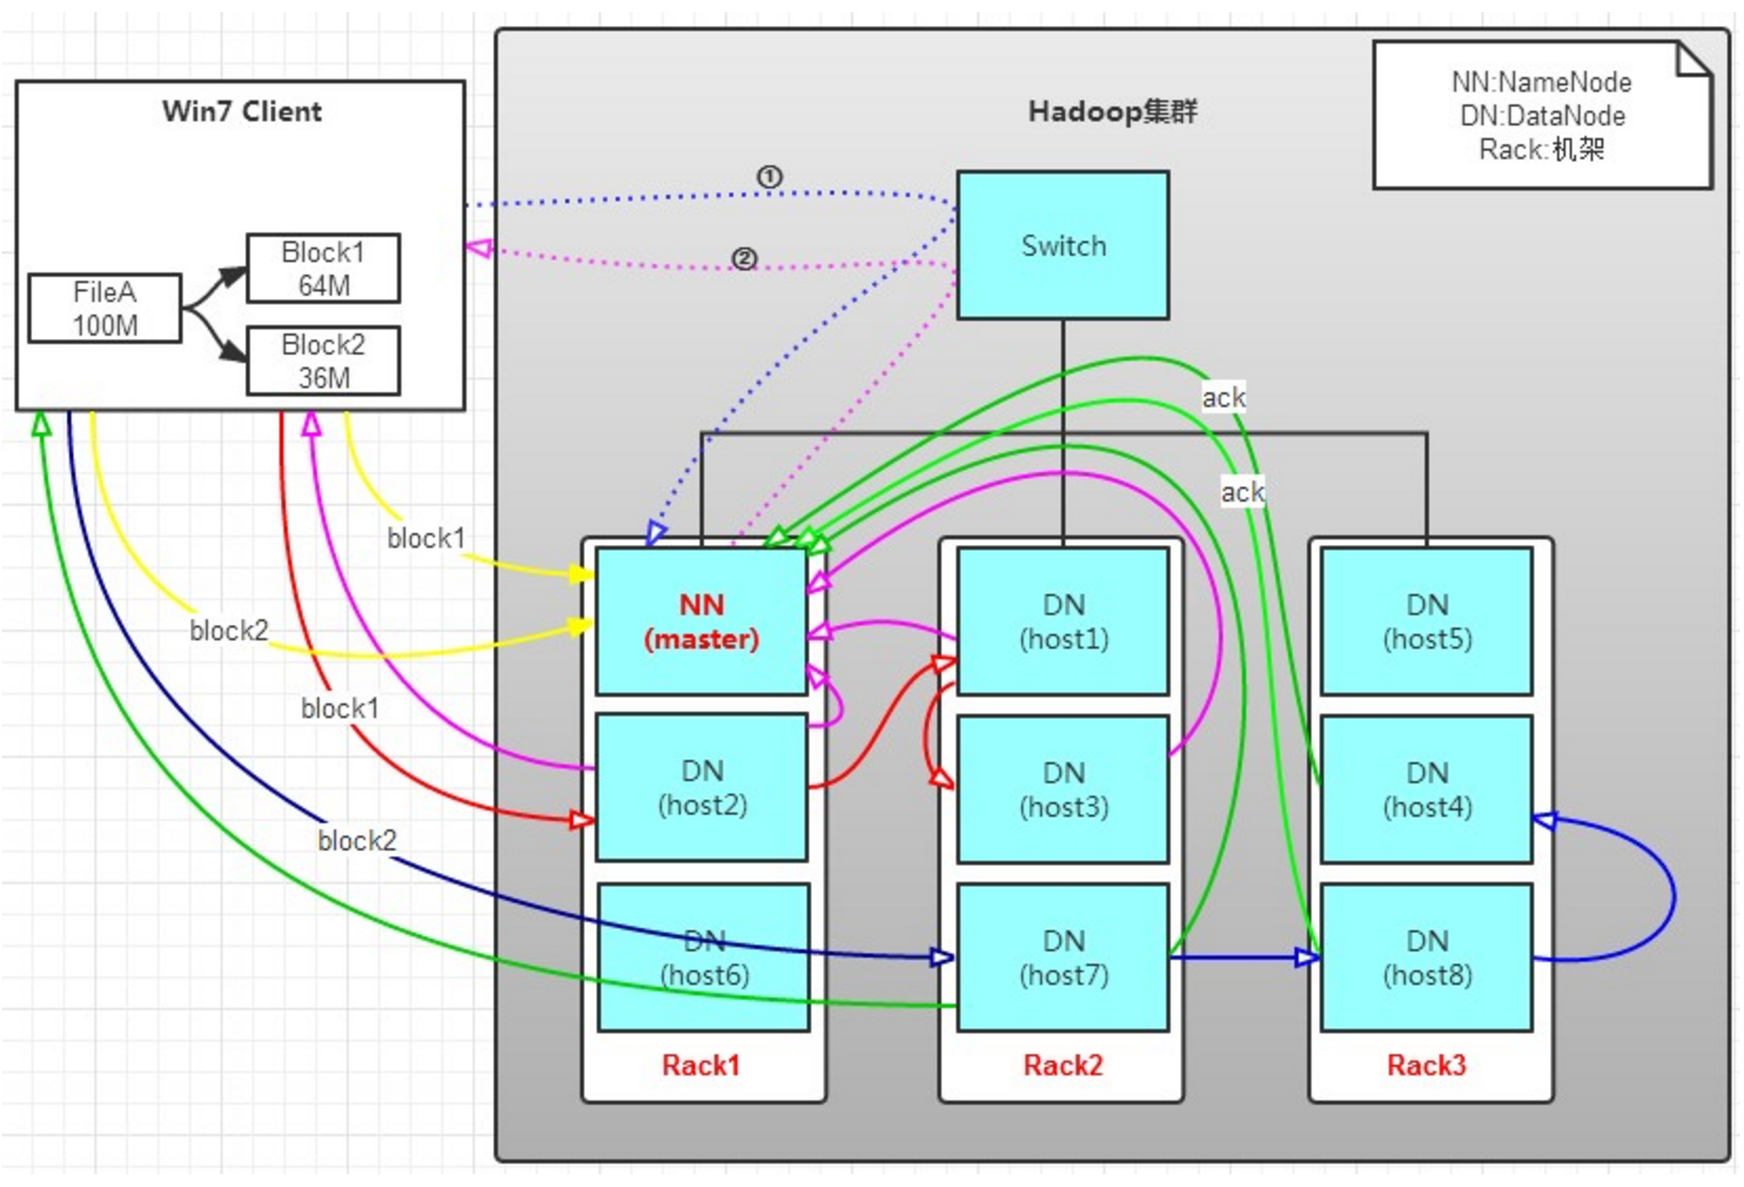 Win7 Client
FileA
100M
Block1
64M
Block2
36M
Hadoop集群
NN:NameNode
DN:DataNode
Rack:机架
①
②
Switch
ack
ack
block1
block2
block1
block2
NN
(master)
DN
(host2)
DN
(host6)
Rack1
DN
(host1)
DN
(host3)
DN
(host7)
Rack2
DN
(host5)
DN
(host4)
DN
(host8)
Rack3